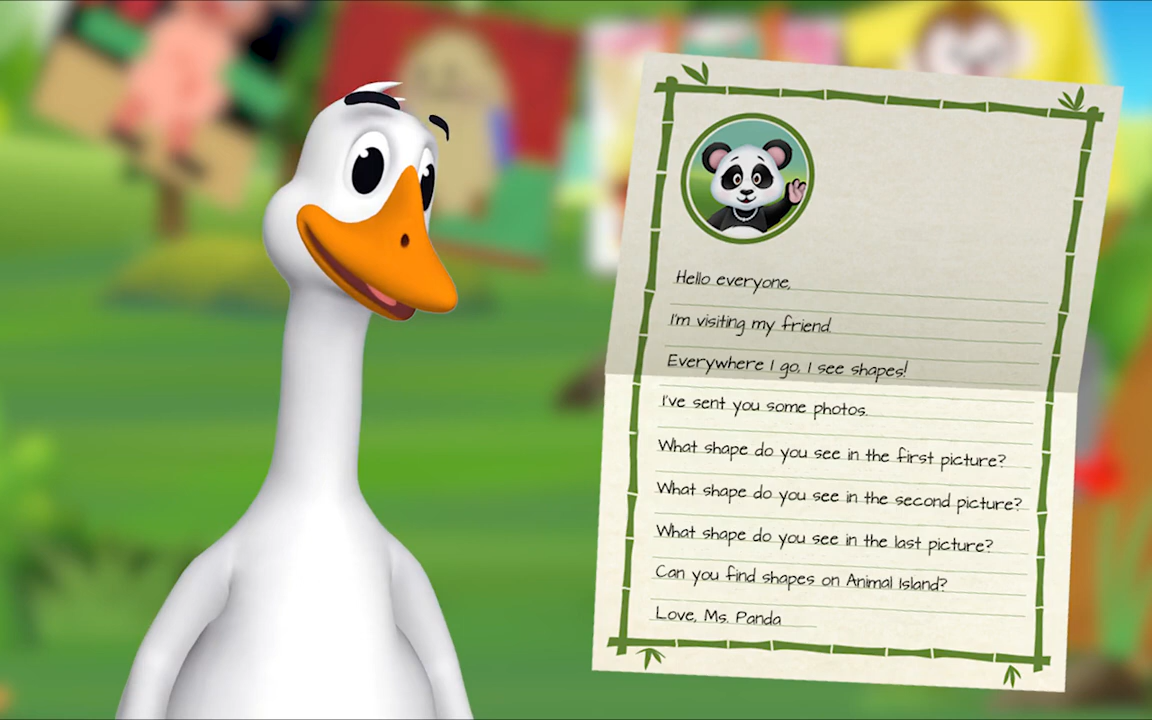 Hello everyone,
I'm visiting my friend.
Everywhere I go, I see shapes!
I've sent you some photos.
What shape do you see in the first picture?
What shape do you see in the second picture?
What shape do you see in the last picture?
Can you find shapes on Animal Island?
Love, Ms. Panda